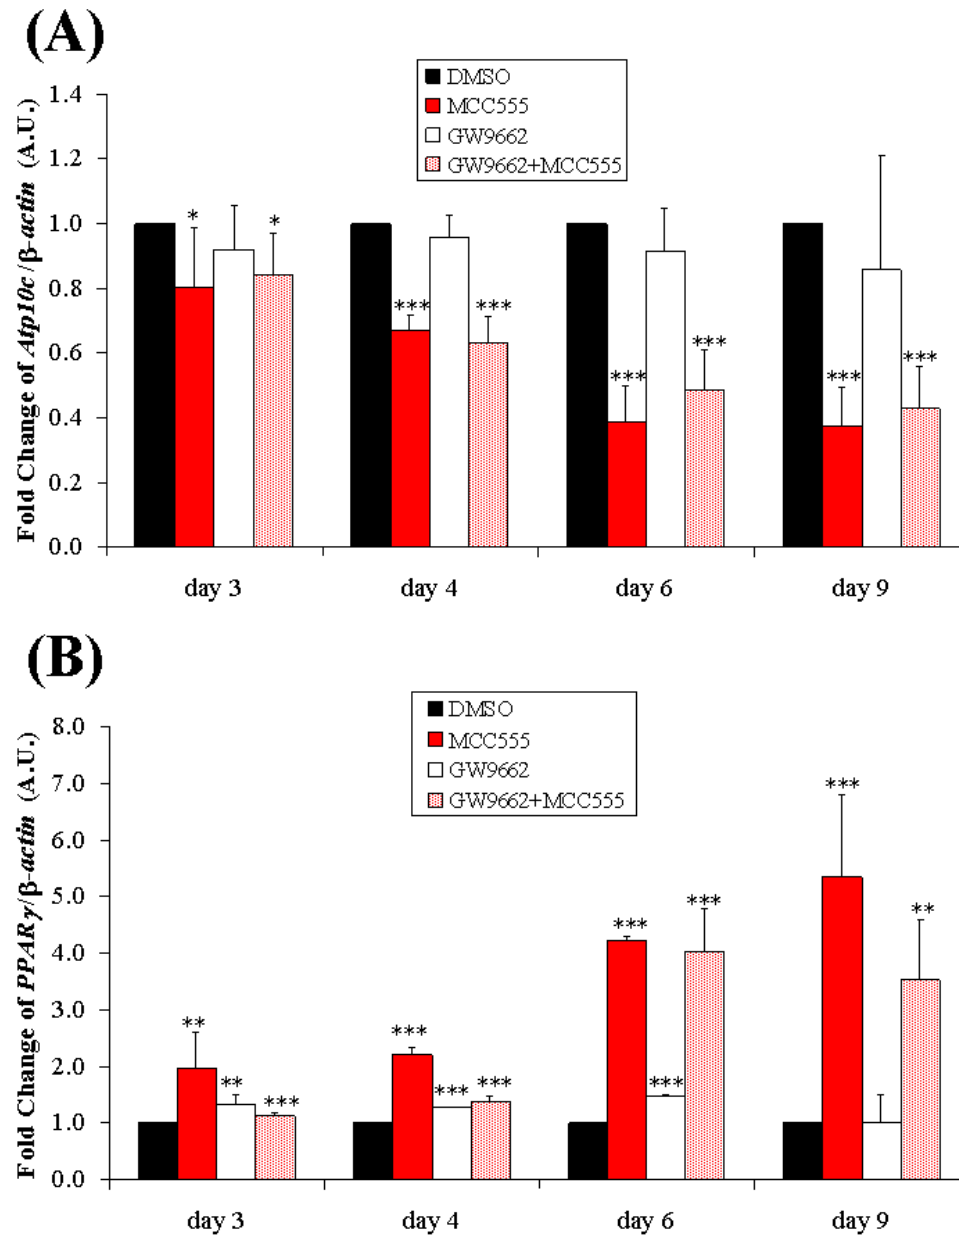 (A)
DMSO
MCC555
GW9662
GW9662+MCC555
Fold Change of Atp10c/β-actin (A.U.)
1.4
1.2
1.0
0.8
0.6
0.4
0.2
0.0
* *
*** ***
*** ***
*** ***
day 3 day 4 day 6 day 9
(B)
DMSO
MCC555
GW9662
GW9662+MCC555
Fold Change of PPARγ/β-actin (A.U.)
8.0
7.0
6.0
5.0
4.0
3.0
2.0
1.0
0.0
** ** ***
*** *** ***
*** *** ***
*** **
day 3 day 4 day 6 day 9